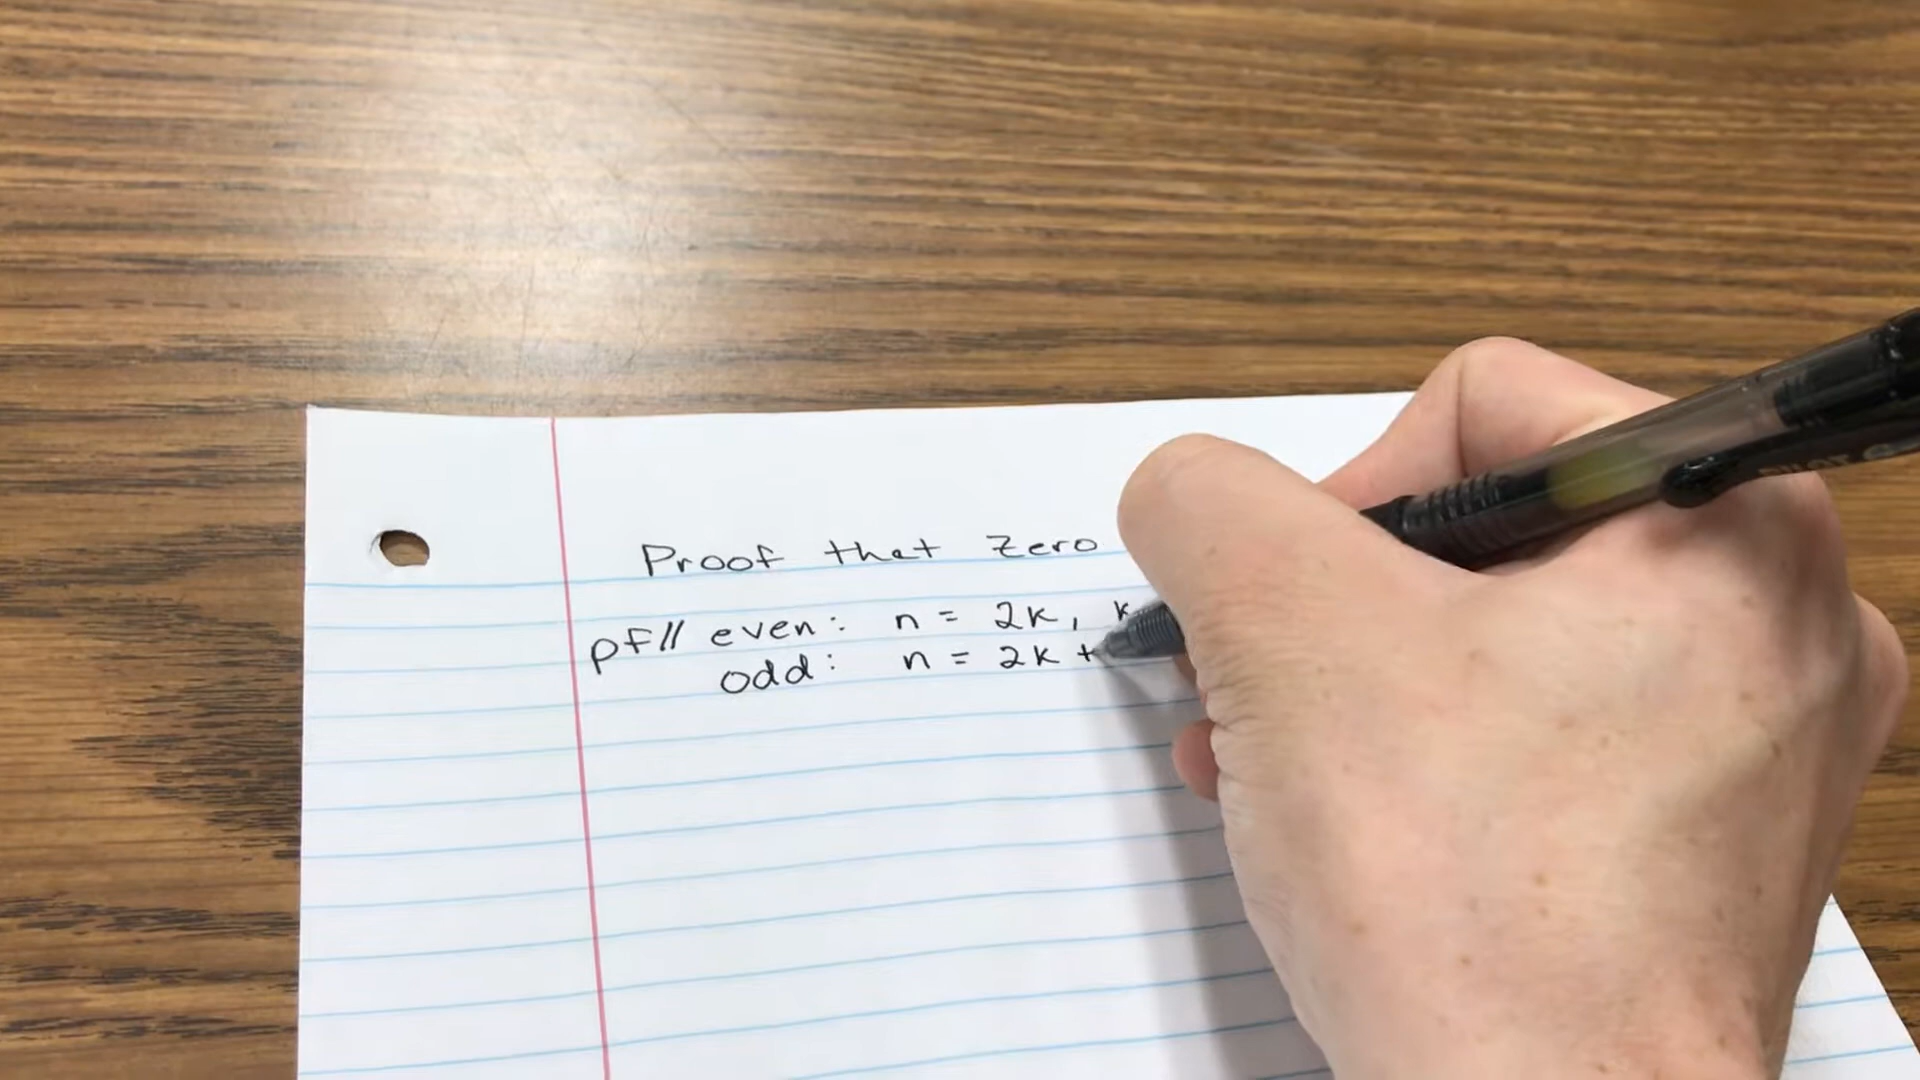 Proof that Zero
pf// even: n = 2k, k
odd: n = 2k +